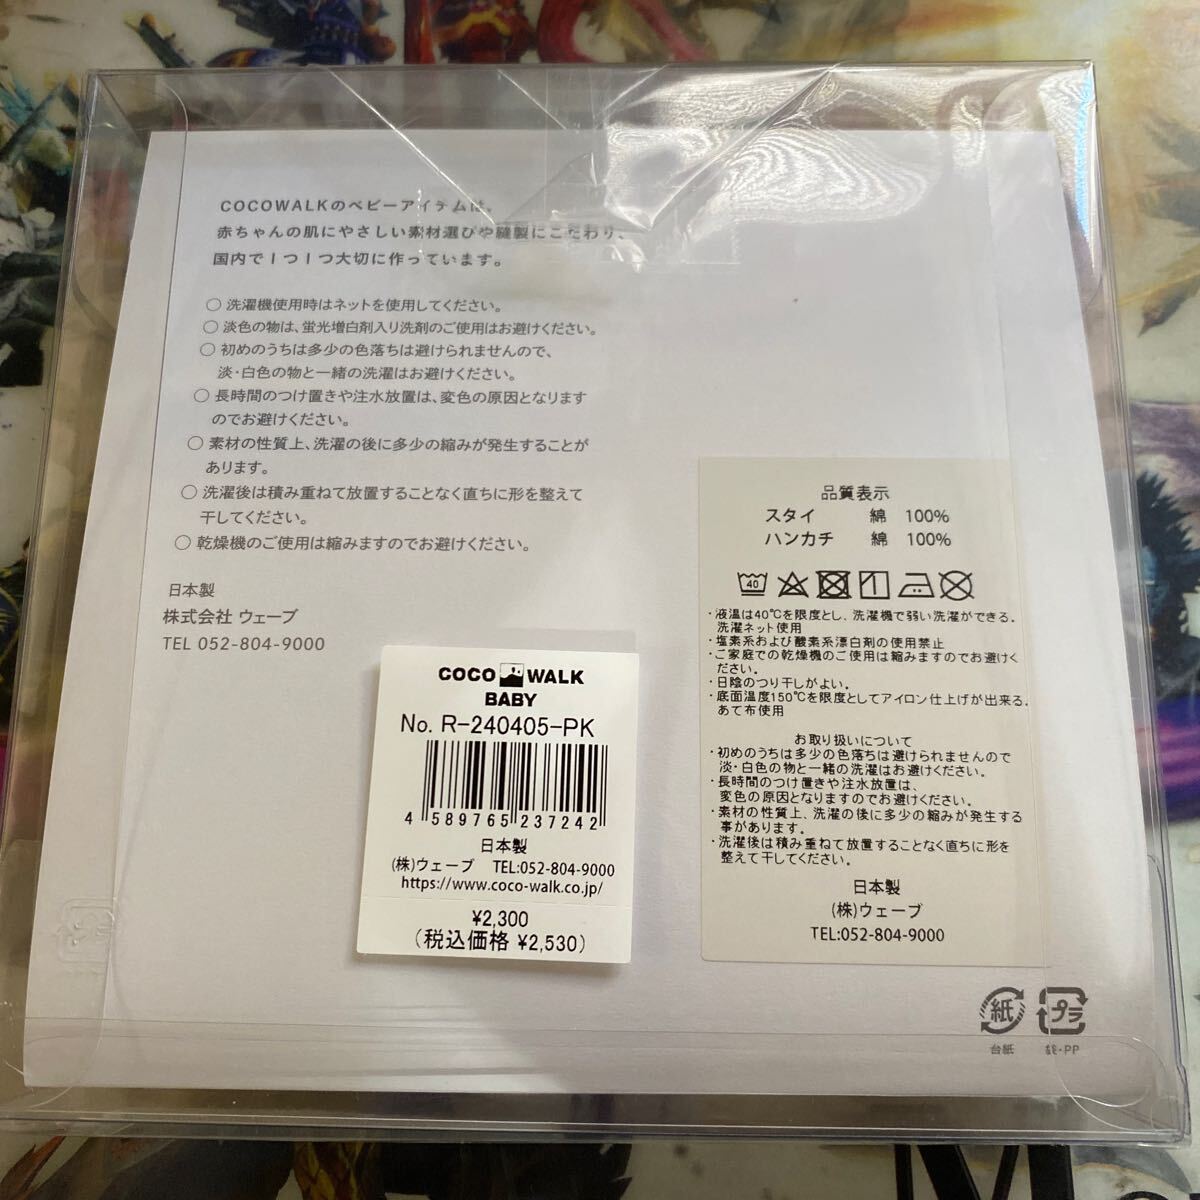 COCOWALKのベビーアイテムは、
赤ちゃんの肌にやさしい素材選びや縫製にこだわり、
国内で1つ1つ大切に作っています。
○ 洗濯機使用時はネットを使用してください。
○ 淡色の物は、蛍光増白剤入り洗剤のご使用はお避けください。
○ 初めのうちは多少の色落ちは避けられませんので、
淡・白色の物と一緒の洗濯はお避けください。
○ 長時間のつけ置きや注水放置は、変色の原因となります
のでお避けください。
○ 素材の性質上、洗濯の後に多少の縮みが発生することが
あります。
○ 洗濯後は積み重ねて放置することなく直ちに形を整えて
干してください。
○ 乾燥機のご使用は縮みますのでお避けください。
日本製
株式会社 ウェーブ
TEL 052-804-9000
COCO WALK
BABY
No. R-240405-PK
4 589765 237242
日本製
(株)ウェーブ TEL:052-804-9000
https://www.coco-walk.co.jp/
¥2,300
(税込価格 ¥2,530)
品質表示
スタイ 綿 100%
ハンカチ 綿 100%
40
・液温は40℃を限度とし、洗濯機で弱い洗濯ができる。
洗濯ネット使用
・塩素系および酸素系漂白剤の使用禁止
・ご家庭での乾燥機のご使用は縮みますのでお避けく
ださい。
・日陰のつり干しがよい。
・底面温度150℃を限度としてアイロン仕上げが出来る。
あて布使用
お取り扱いについて
・初めのうちは多少の色落ちは避けられませんので
淡・白色の物と一緒の洗濯はお避けください。
・長時間のつけ置きや注水放置は、
変色の原因となりますのでお避けください。
・素材の性質上、洗濯の後に多少の縮みが発生する
事があります。
・洗濯後は積み重ねて放置することなく直ちに形を
整えて干してください。
日本製
(株)ウェーブ
TEL:052-804-9000
紙
台紙
プラ
袋・PP